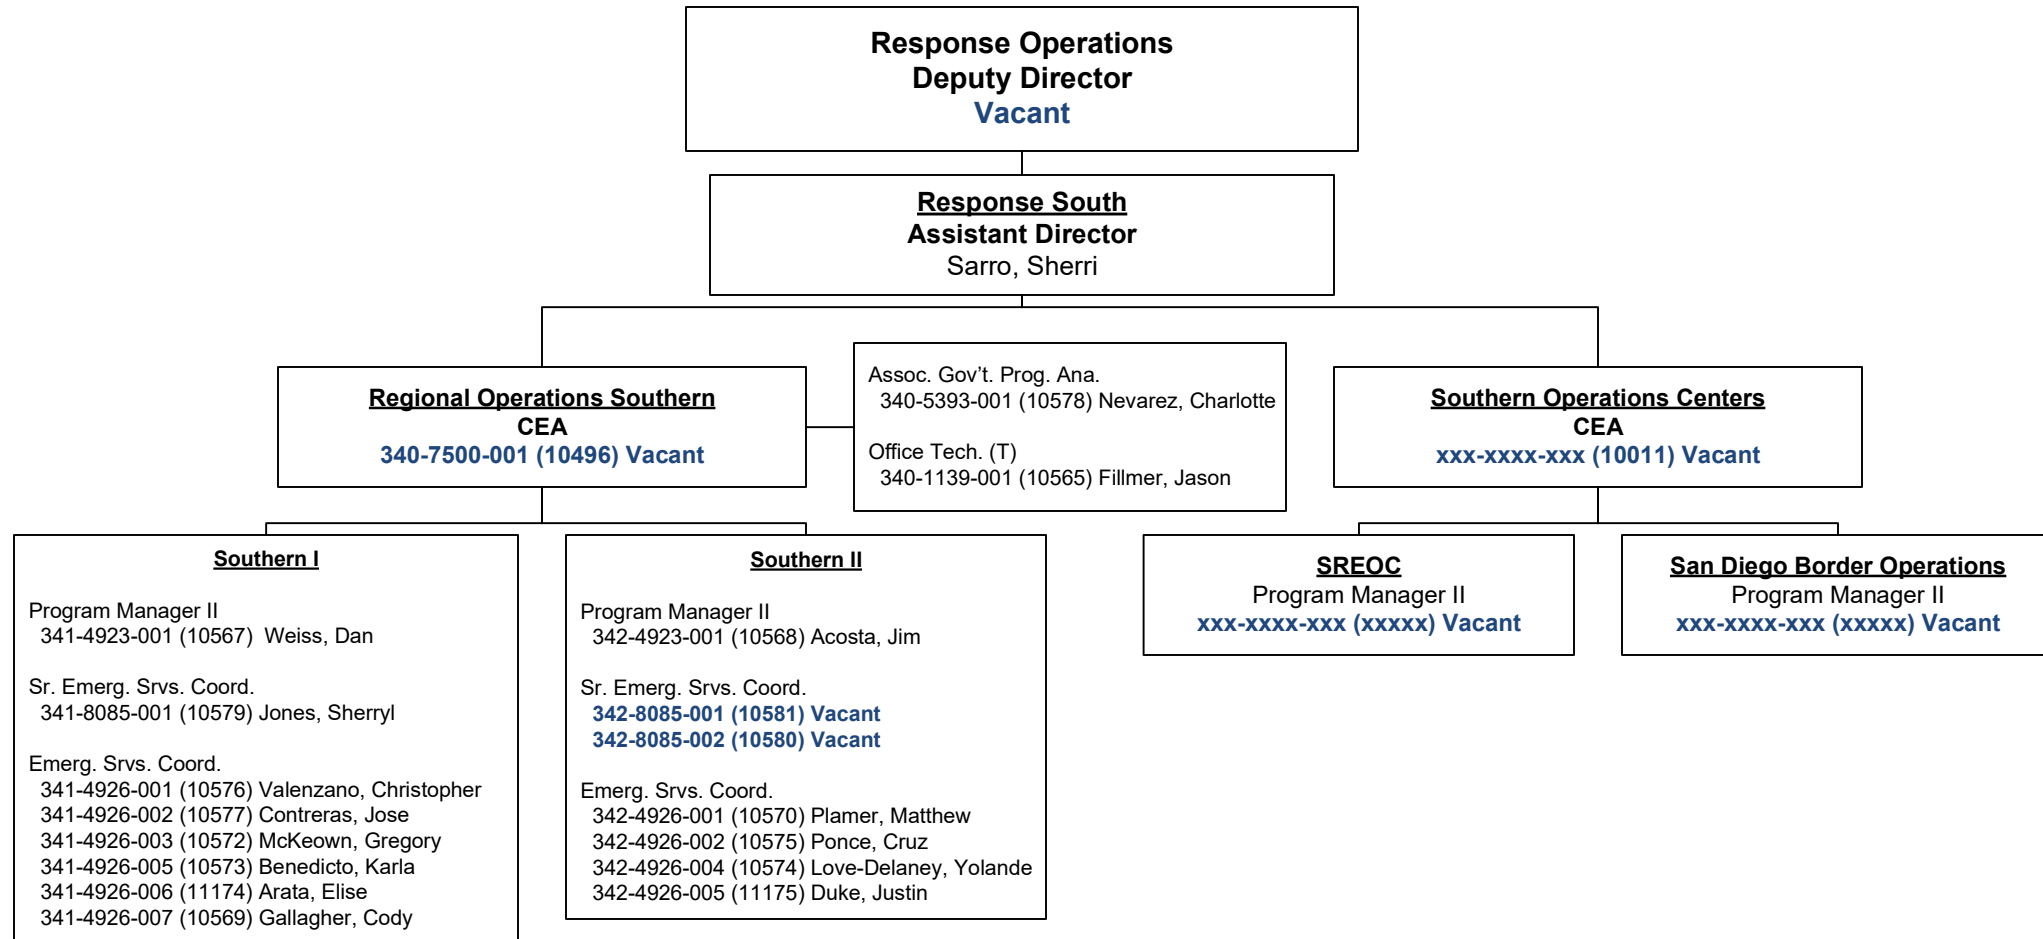 Response Operations
Deputy Director
Vacant
Response South
Assistant Director
Sarro, Sherri
Regional Operations Southern
CEA
340-7500-001 (10496) Vacant
Assoc. Gov’t. Prog. Ana.
340-5393-001 (10578) Nevarez, Charlotte
Office Tech. (T)
340-1139-001 (10565) Fillmer, Jason
Southern Operations Centers
CEA
xxx-xxxx-xxx (10011) Vacant
Southern I
Program Manager II
341-4923-001 (10567)  Weiss, Dan
Sr. Emerg. Srvs. Coord.
341-8085-001 (10579) Jones, Sherryl
Emerg. Srvs. Coord.
341-4926-001 (10576) Valenzano, Christopher
341-4926-002 (10577) Contreras, Jose
341-4926-003 (10572) McKeown, Gregory
341-4926-005 (10573) Benedicto, Karla
341-4926-006 (11174) Arata, Elise
341-4926-007 (10569) Gallagher, Cody
Southern II
Program Manager II
342-4923-001 (10568) Acosta, Jim
Sr. Emerg. Srvs. Coord.
342-8085-001 (10581) Vacant
342-8085-002 (10580) Vacant
Emerg. Srvs. Coord.
342-4926-001 (10570) Plamer, Matthew
342-4926-002 (10575) Ponce, Cruz
342-4926-004 (10574) Love-Delaney, Yolande
342-4926-005 (11175) Duke, Justin
SREOC
Program Manager II
xxx-xxxx-xxx (xxxxx) Vacant
San Diego Border Operations
Program Manager II
xxx-xxxx-xxx (xxxxx) Vacant